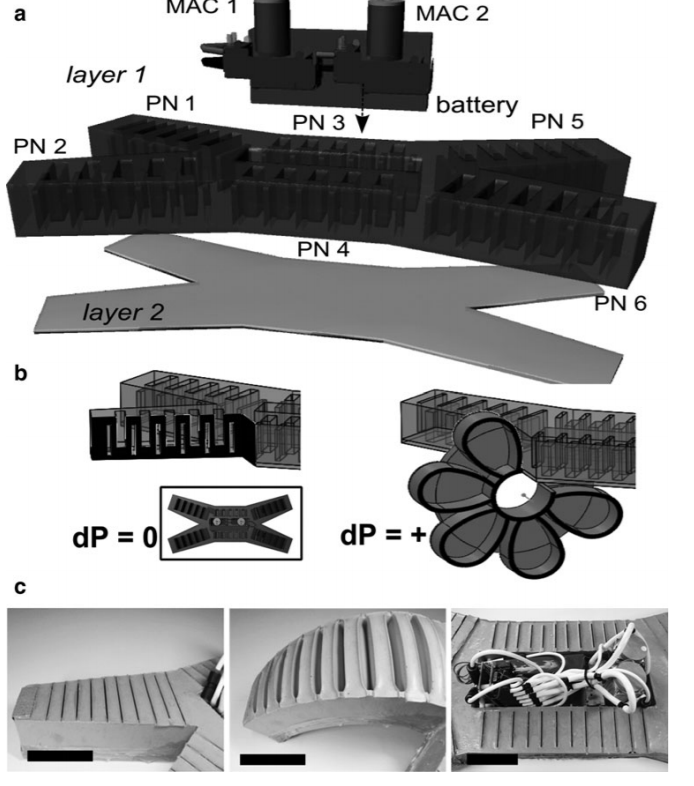 a
MAC 1
MAC 2
layer 1
battery
PN 1
PN 3
PN 5
PN 2
PN 4
PN 6
layer 2
b
dP = 0
dP = +
c